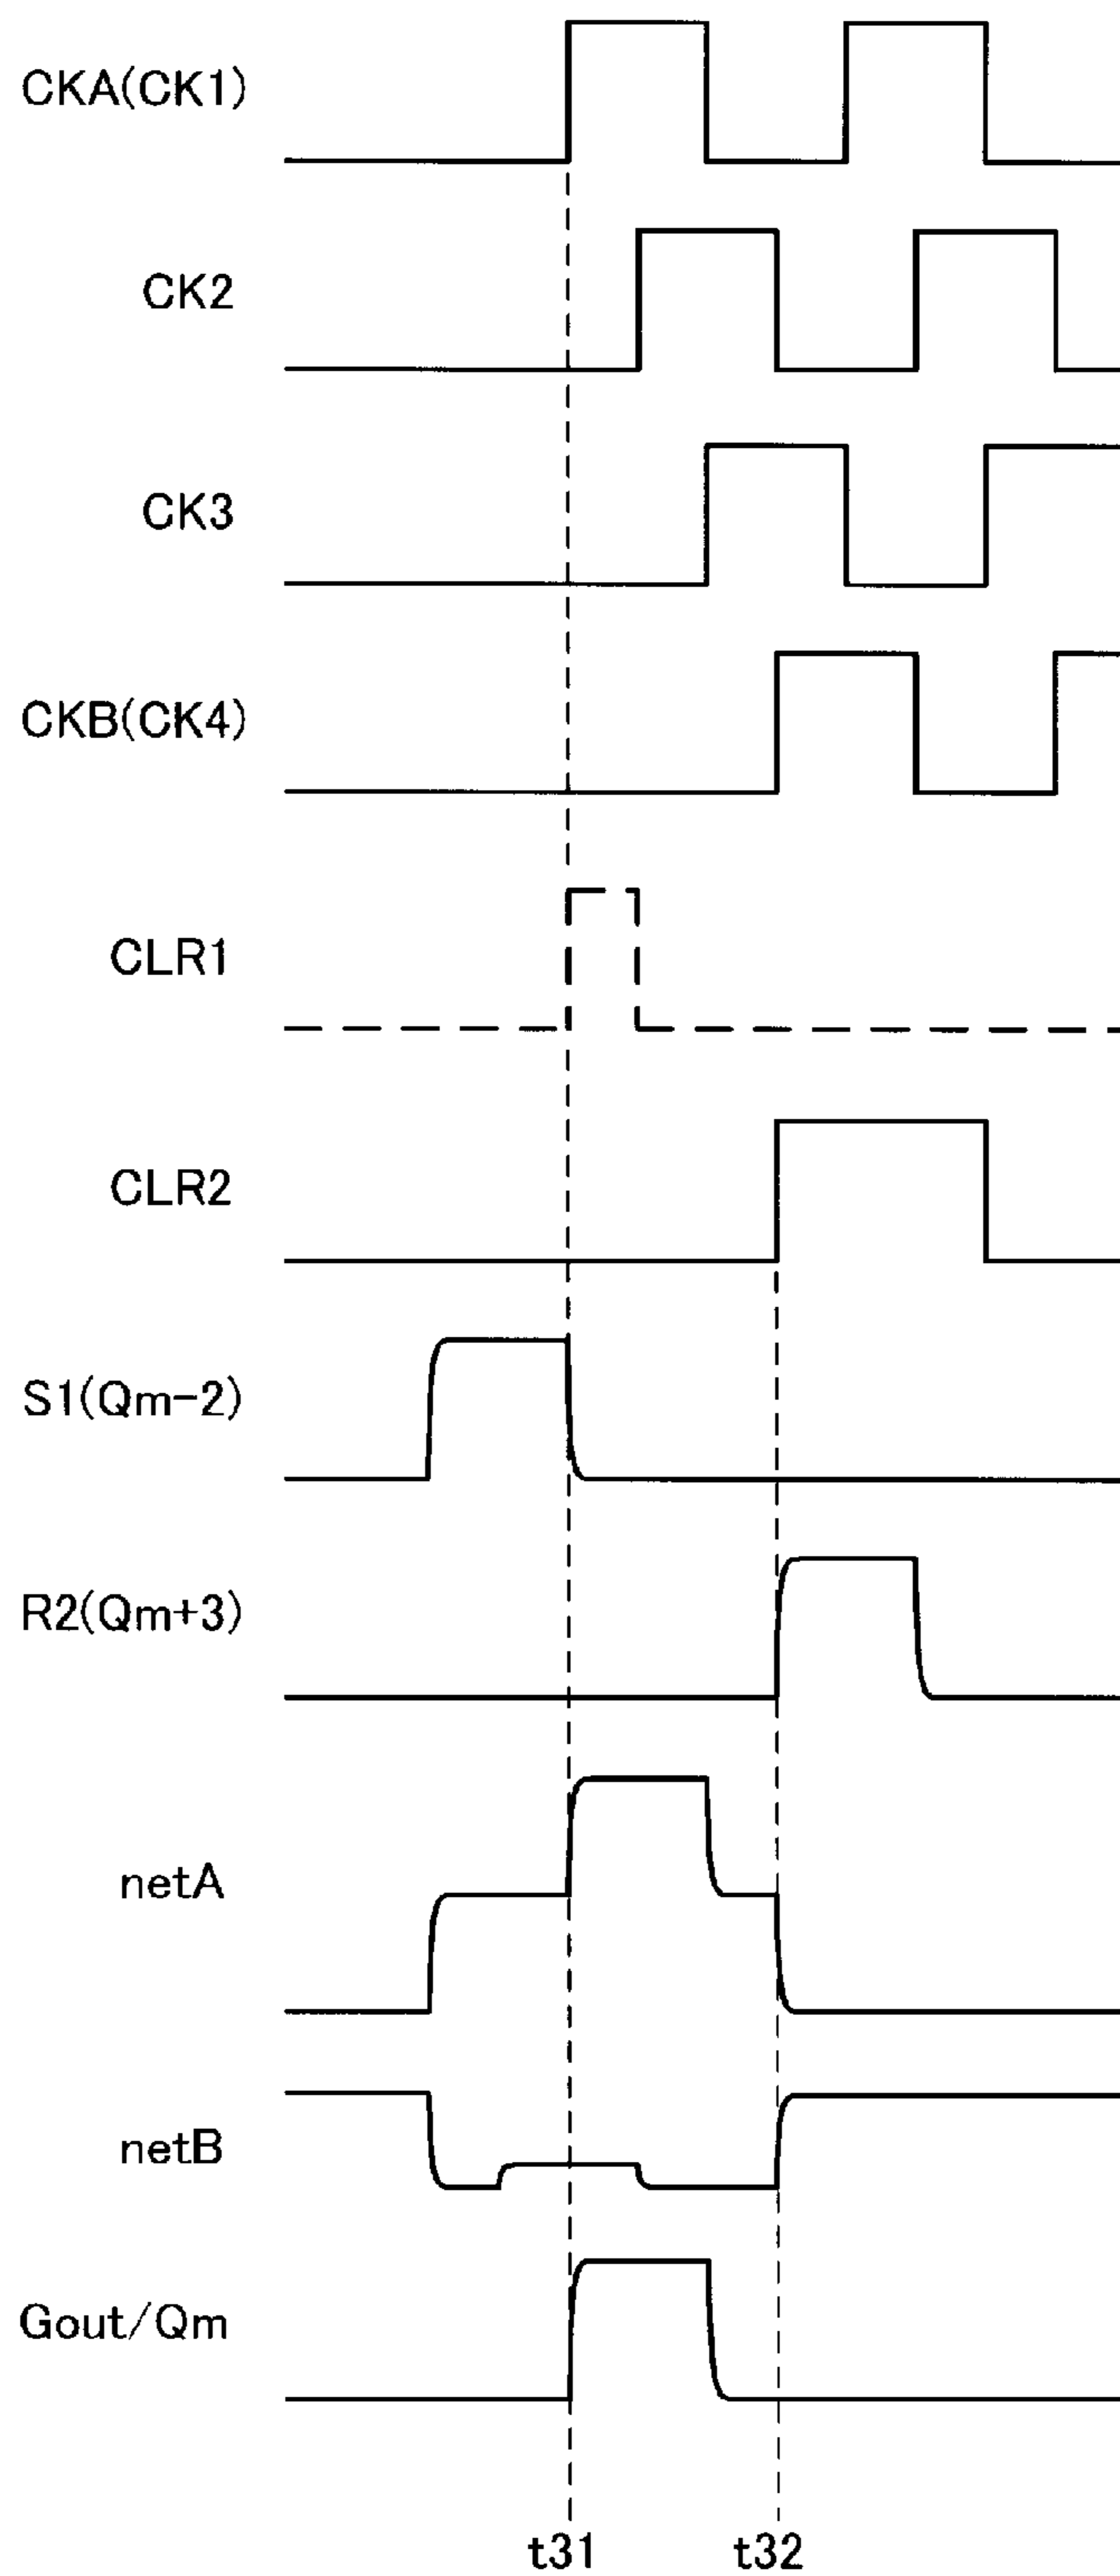 CKA(CK1)
CK2
CK3
CKB(CK4)
CLR1
CLR2
S1(Qm-2)
R2(Qm+3)
netA
netB
Gout/Qm
t31 t32